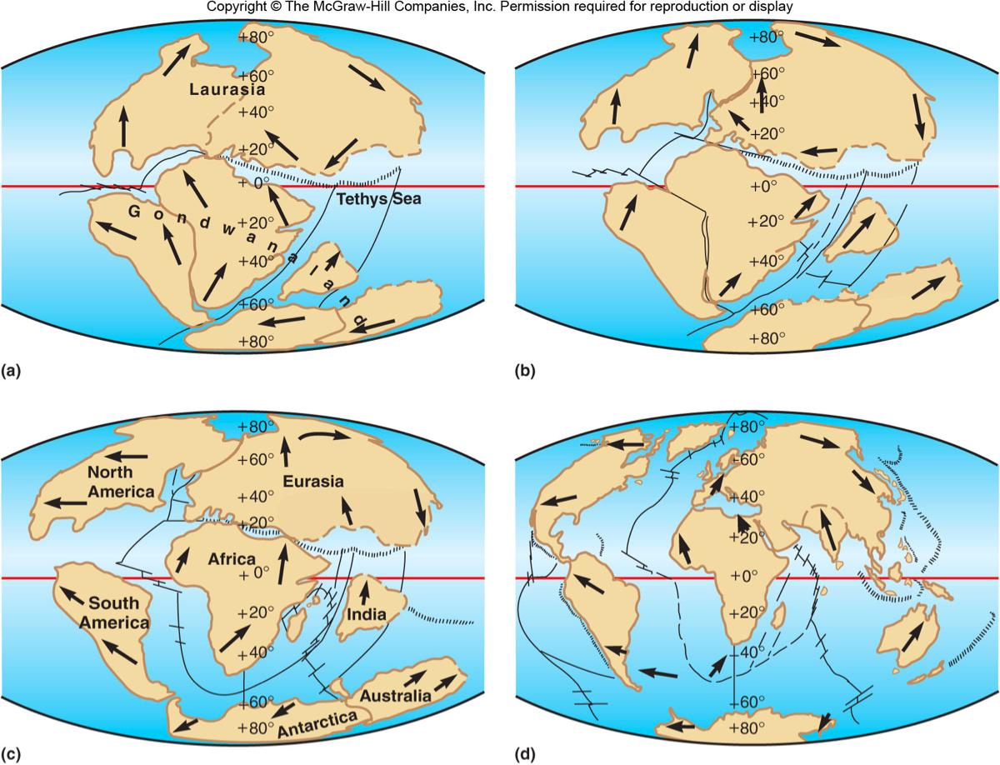 Copyright © The McGraw-Hill Companies, Inc. Permission required for reproduction or display
+80°
+60°
Laurasia
+40°
+20°
+0°
Tethys Sea
Gondwana
+20°
+40°
land
+60°
+80°
(a)
+80°
+60°
+40°
+20°
+0°
+20°
+40°
+60°
+80°
(b)
+80°
+60°
North
America
Eurasia
+40°
+20°
Africa
+0°
South
America
India
+20°
+40°
Australia
+60°
Antarctica
+80°
(c)
+80°
+60°
+40°
+20°
+0°
+20°
+40°
+60°
+80°
(d)